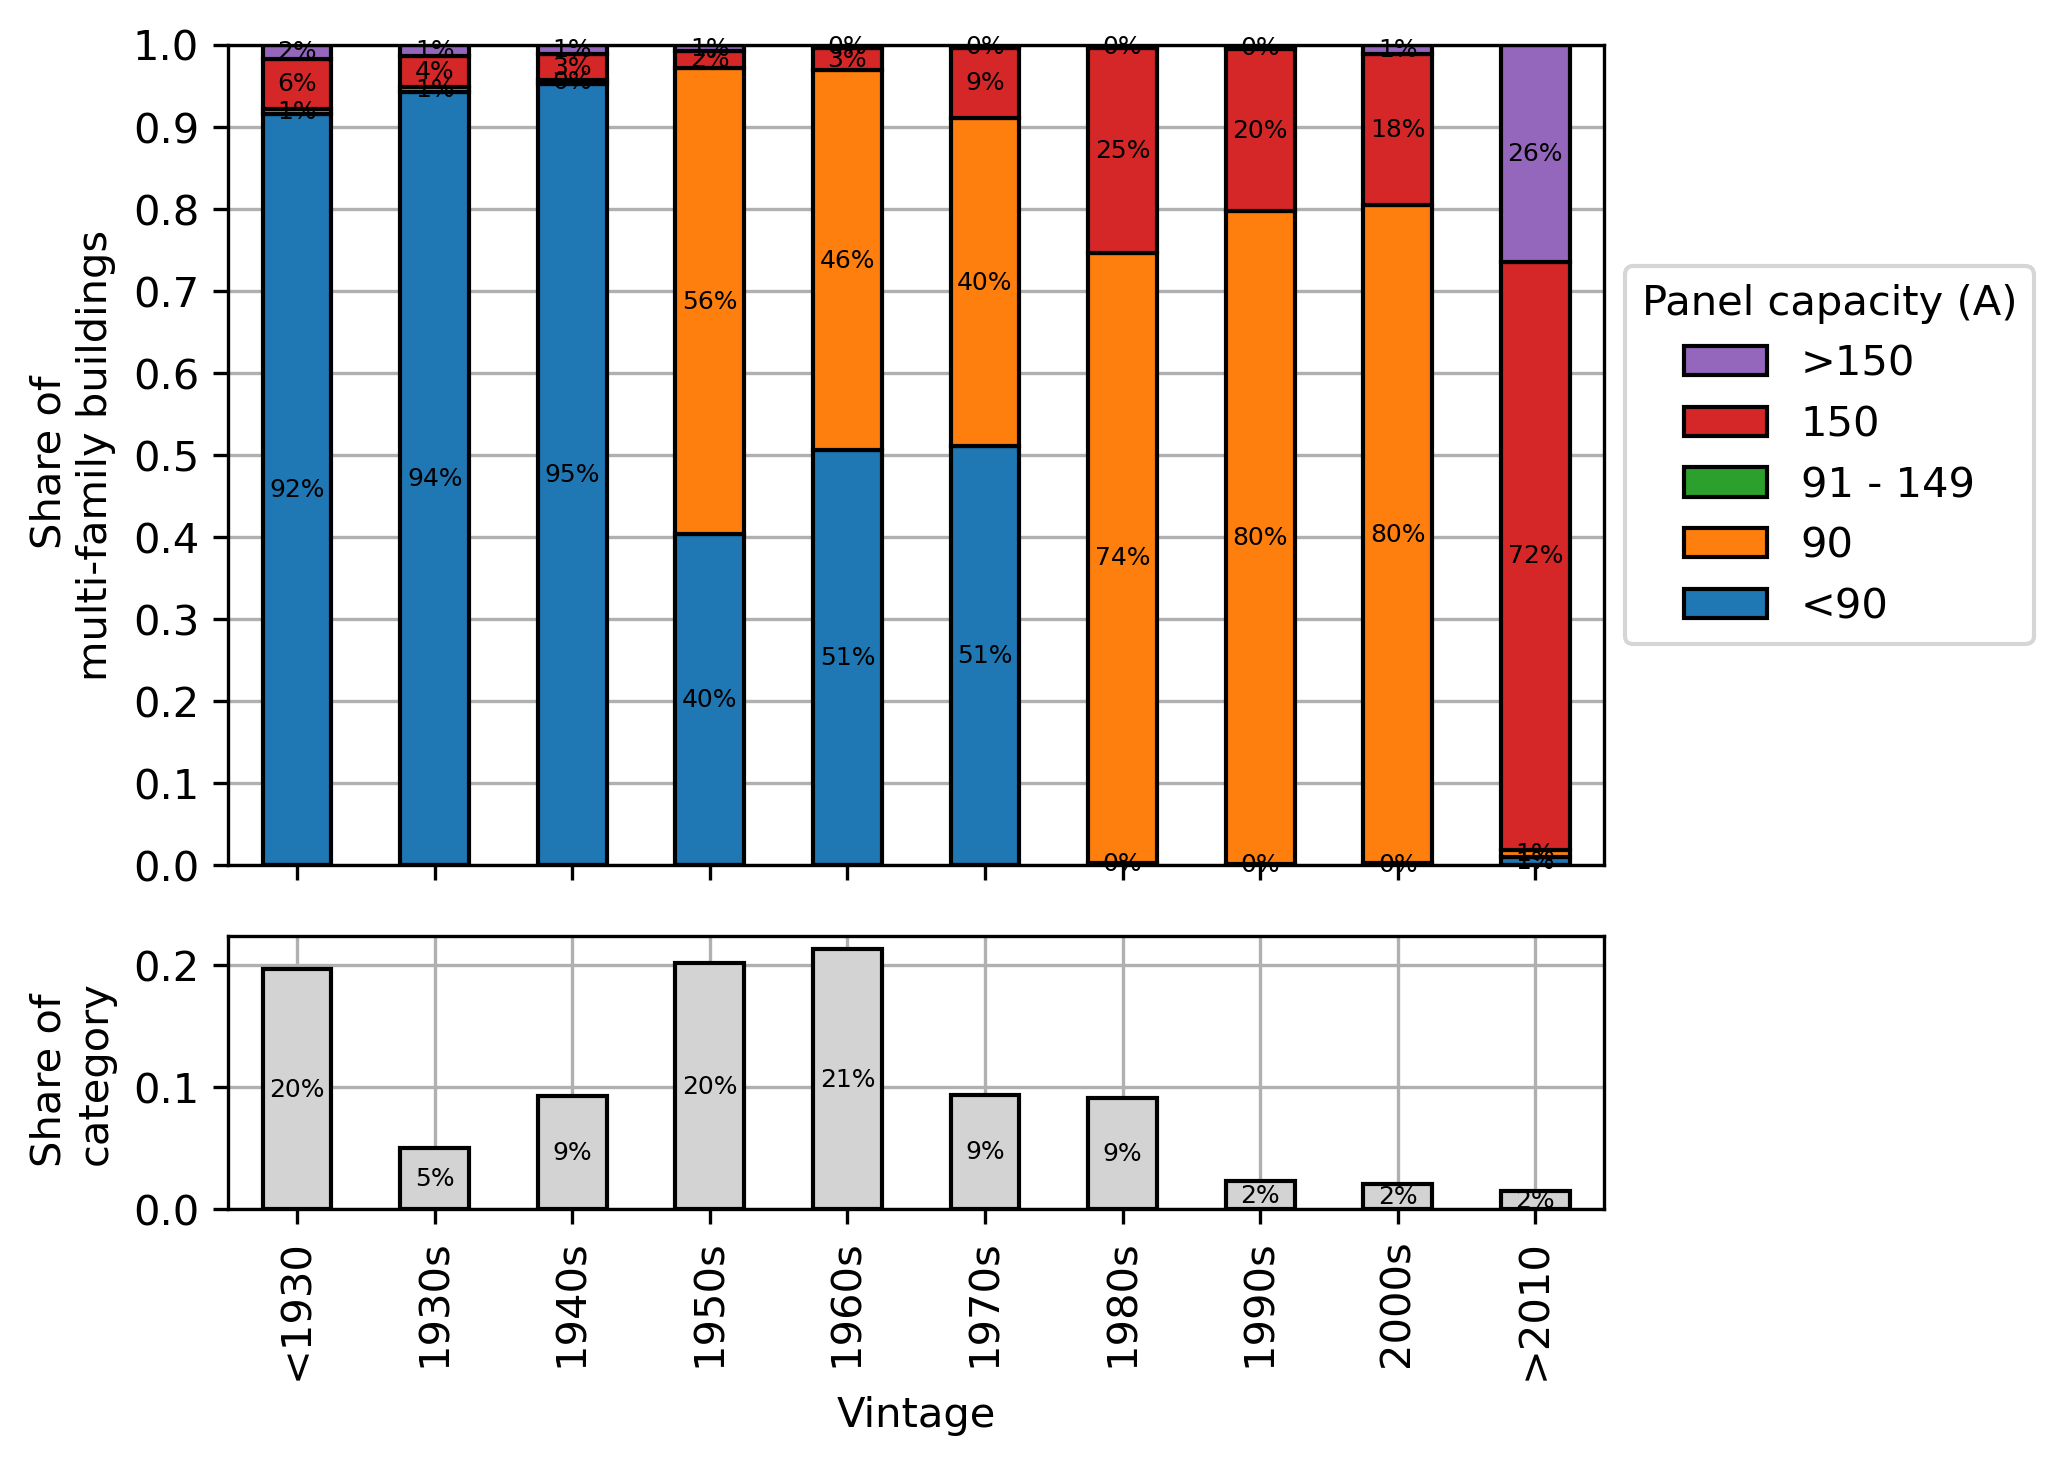 Share of
multi-family buildings
1.0
0.9
0.8
0.7
0.6
0.5
0.4
0.3
0.2
0.1
0.0
2% 1% 1% 1% 0% 0% 0% 0% 1% 26%
6% 4% 3% 2% 3% 9% 25% 20% 18% 72%
1% 1% 0% 56% 46% 40% 74% 80% 80% 1%
92% 94% 95% 40% 51% 51% 0% 0% 0% 1%
Panel capacity (A)
>150
150
91 - 149
90
<90
Share of
category
0.2
0.1
0.0
20% 5% 9% 20% 21% 9% 9% 2% 2% 2%
<1930 1930s 1940s 1950s 1960s 1970s 1980s 1990s 2000s >2010
Vintage